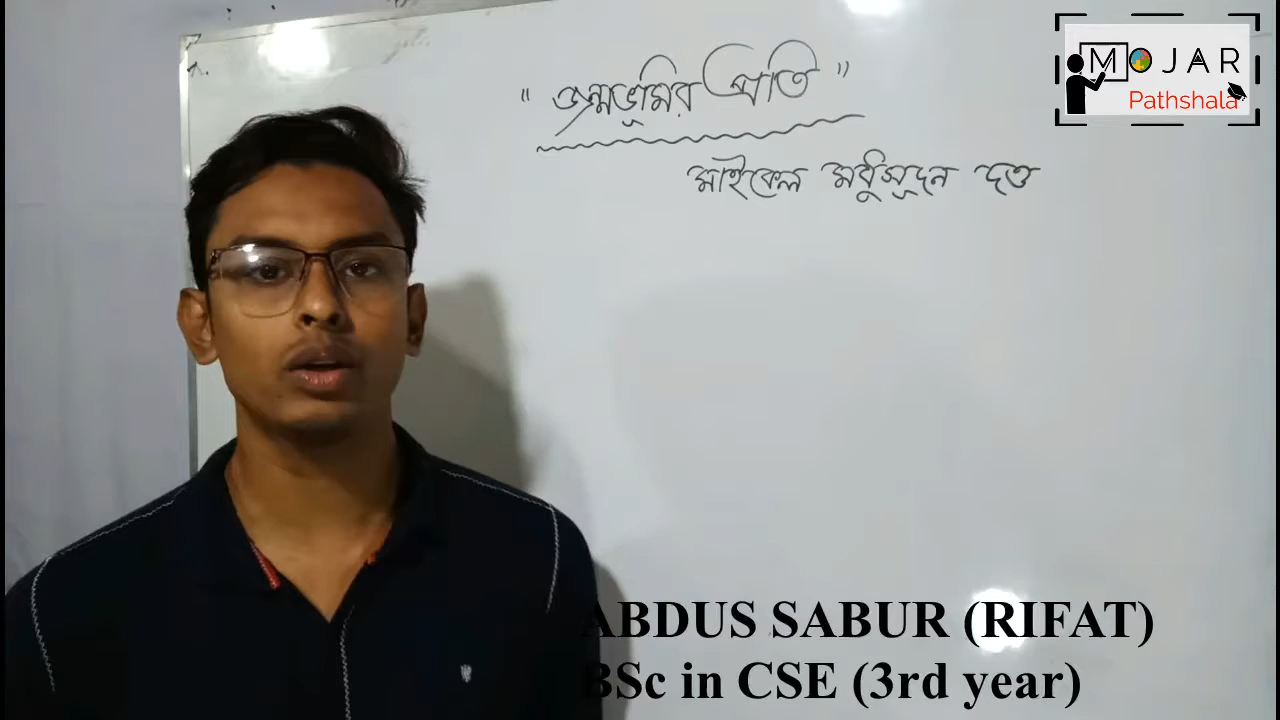 "জন্মভূমির প্রতি"
মাইকেল মধুসূদন দত্ত
MOJAR
Pathshala
ABDUS SABUR (RIFAT)
BSc in CSE (3rd year)